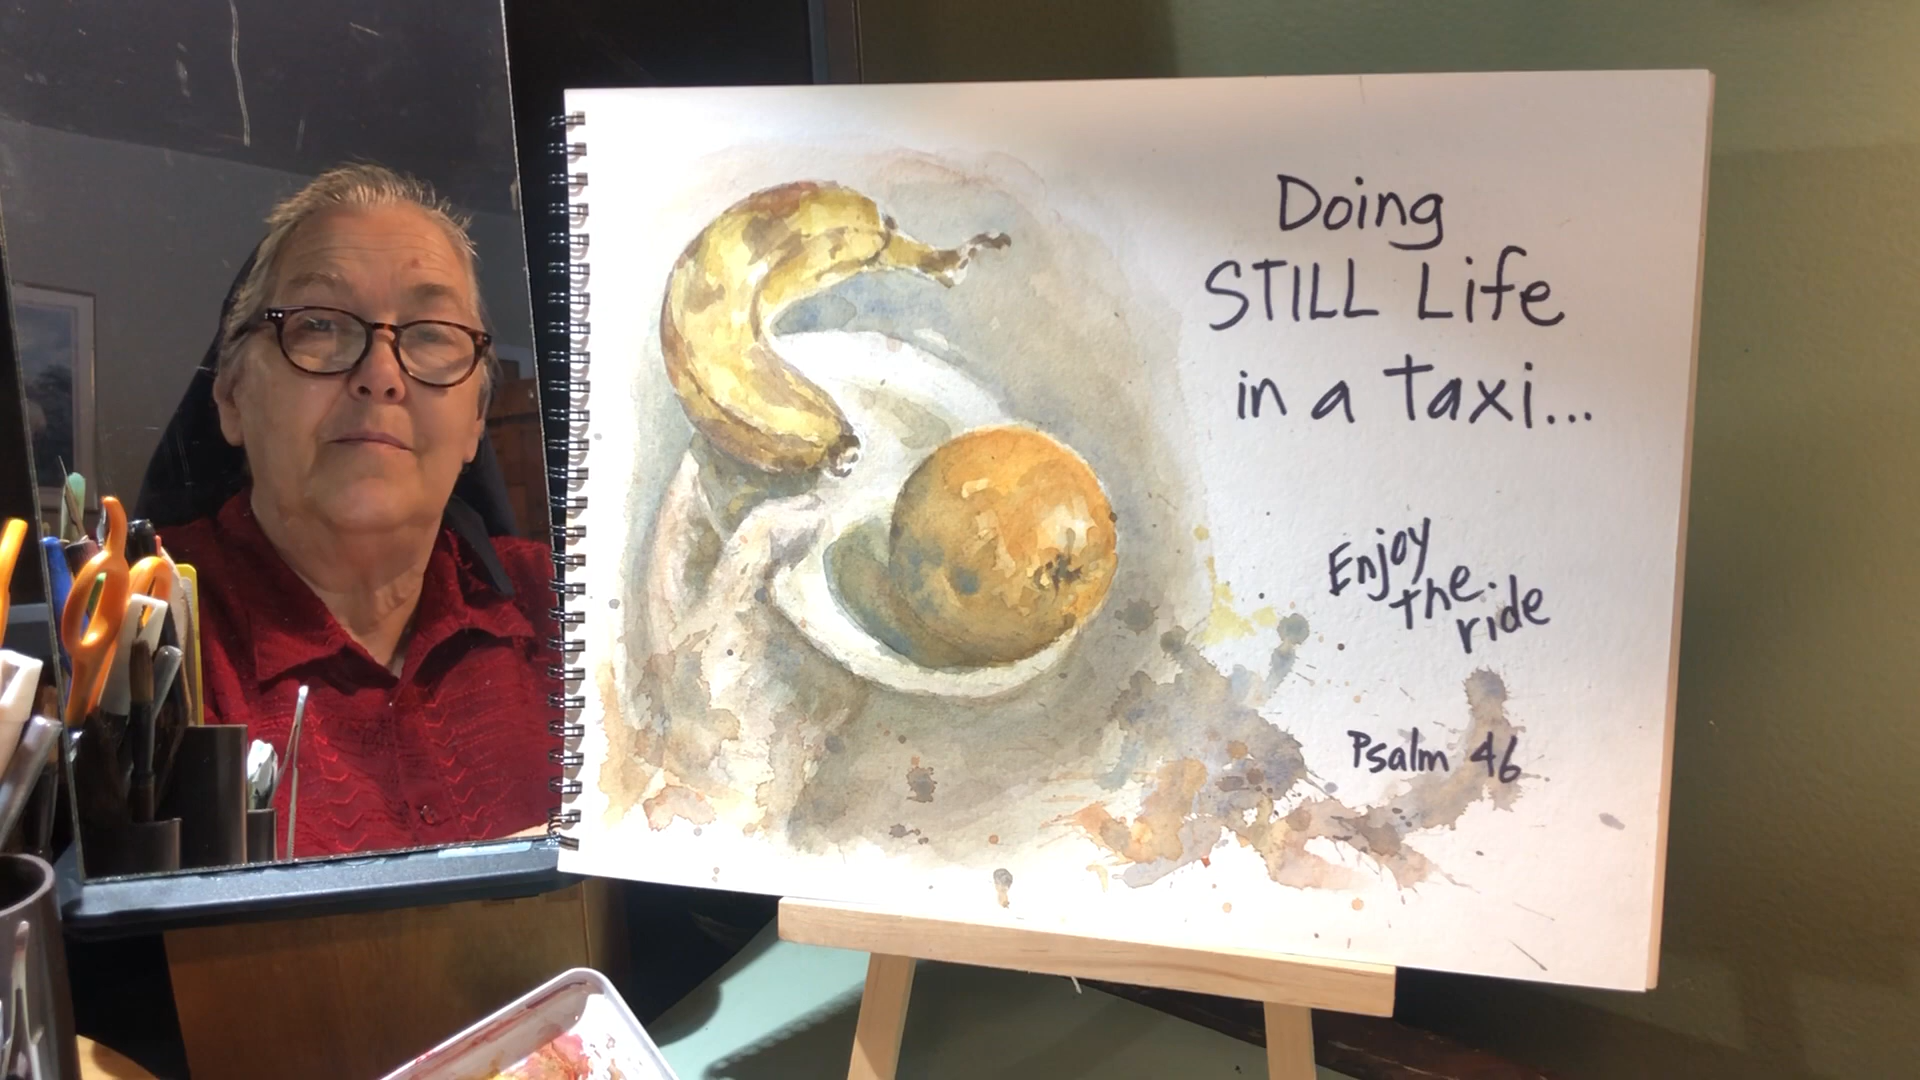 Doing
STILL Life
in a taxi...
Enjoy
the
ride
Psalm 46